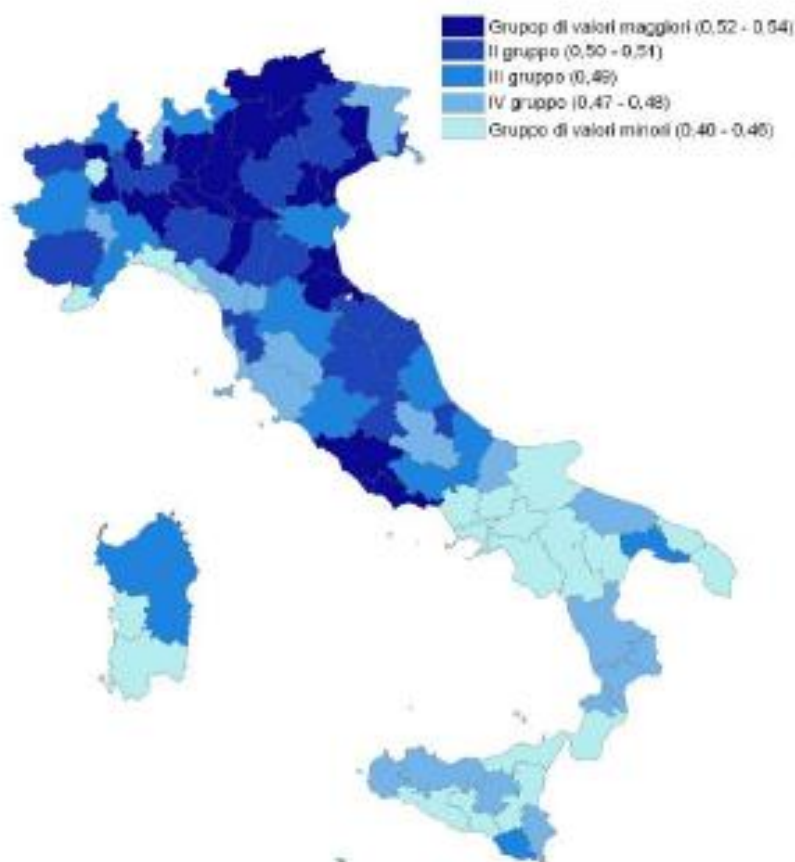 Grupop di valori maggiori (0,52 - 0,54)
II gruppo (0,50 - 0,51)
III gruppo (0,49)
IV gruppo (0,47 - 0,48)
Gruppo di valori minori (0,40 - 0,46)